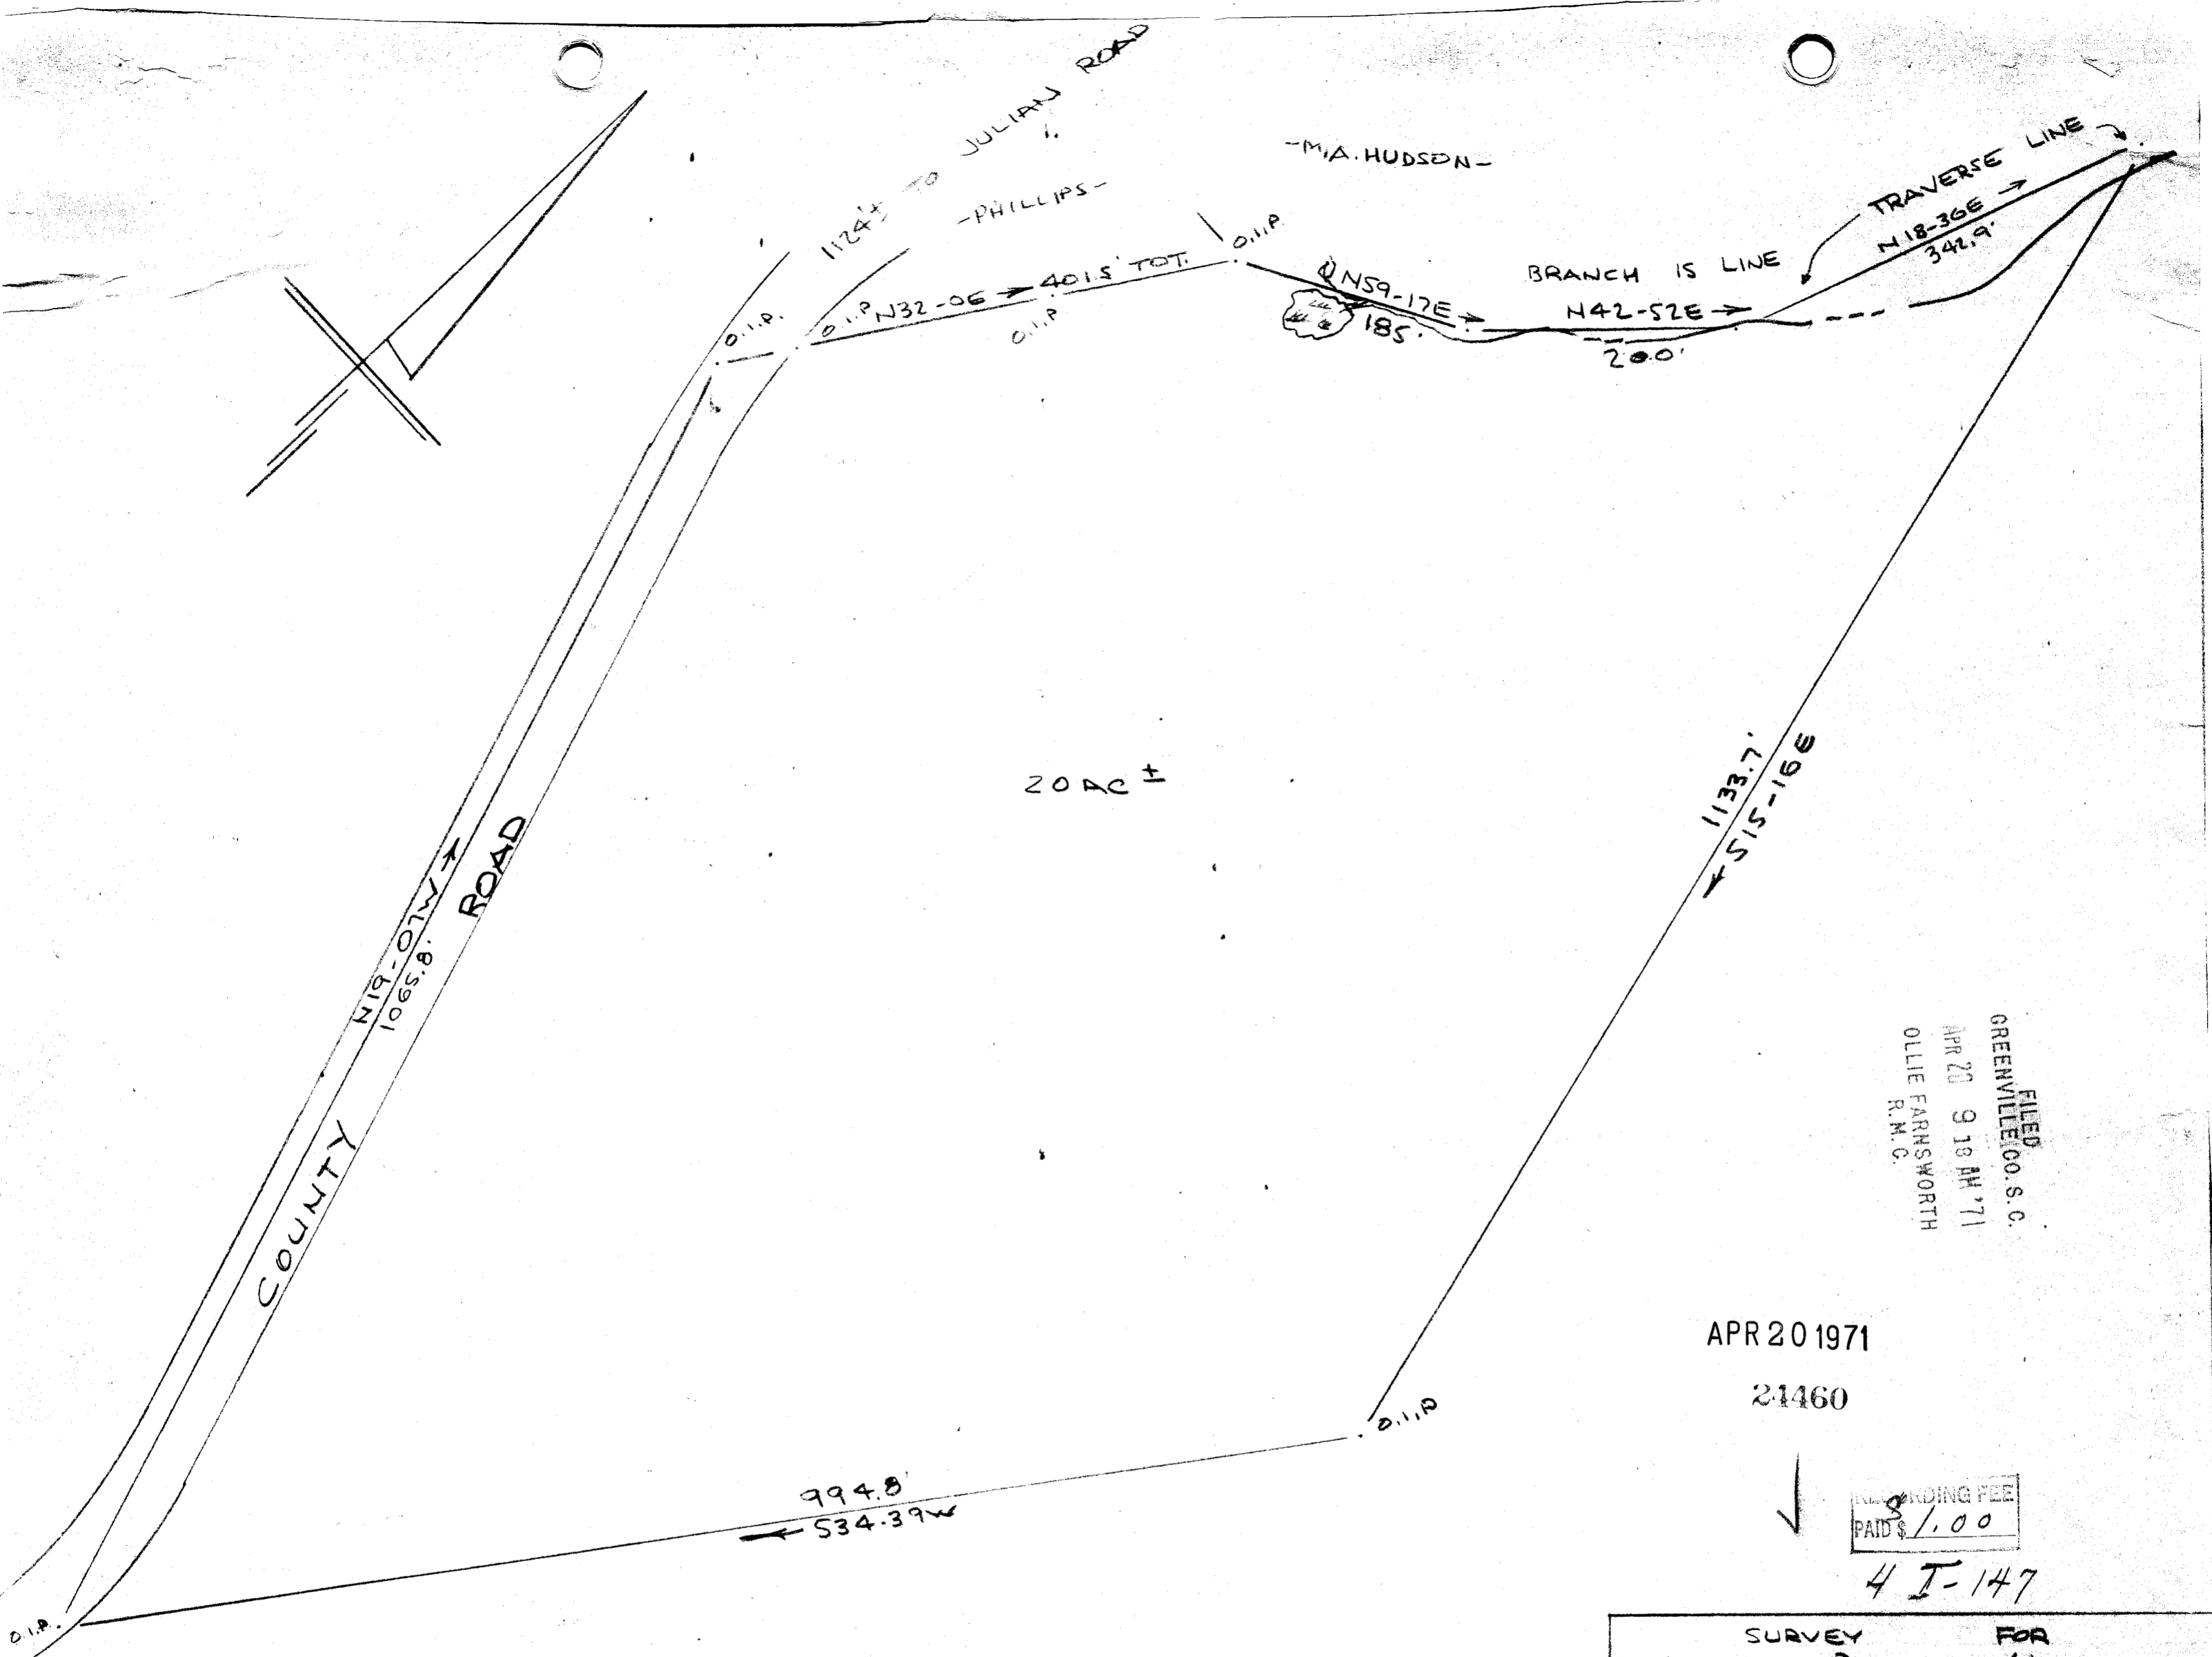 1124'± TO JULIAN ROAD
-PHILLIPS-
-M.A. HUDSON-
TRAVERSE LINE
N 18-36E →
342.9'
O.I.P.
O.I.P.
N32-06 → 401.5' TOT.
O.I.P.
O.I.P.
N59-17E →
185.
BRANCH IS LINE
N42-52E →
200'
20 AC ±
1133.7'
← S15-16E
N19-07W →
1065.8'
COUNTY ROAD
FILED
GREENVILLE CO. S. C.
APR 20 9 18 AM '71
OLLIE FARNSWORTH
R.M.C.
APR 20 1971
24460
RECORDING FEE
PAID $ 1.00
4 I-147
O.I.P.
994.8'
← S34-39W
O.I.P.
SURVEY FOR